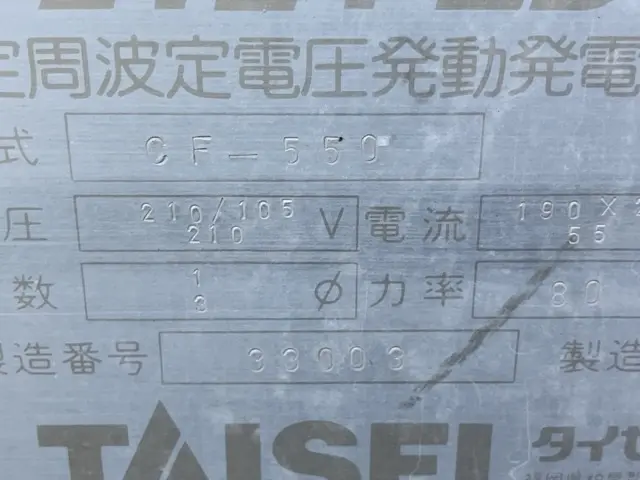 定周波定電圧発動発電
式 CF-550
圧 210/105 V 電流 190×2
210 55
数 1 φ 力率 80
3
製造番号 33003 製造
TAISEI タイセ